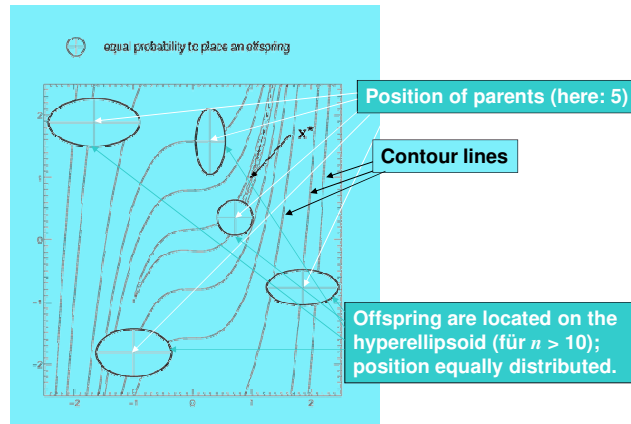 equal probability to place an offspring
Position of parents (here: 5)
x*
Contour lines
Offspring are located on the
hyperellipsoid (für n > 10);
position equally distributed.
2
1
0
-1
-2
-2
-1
0
1
2